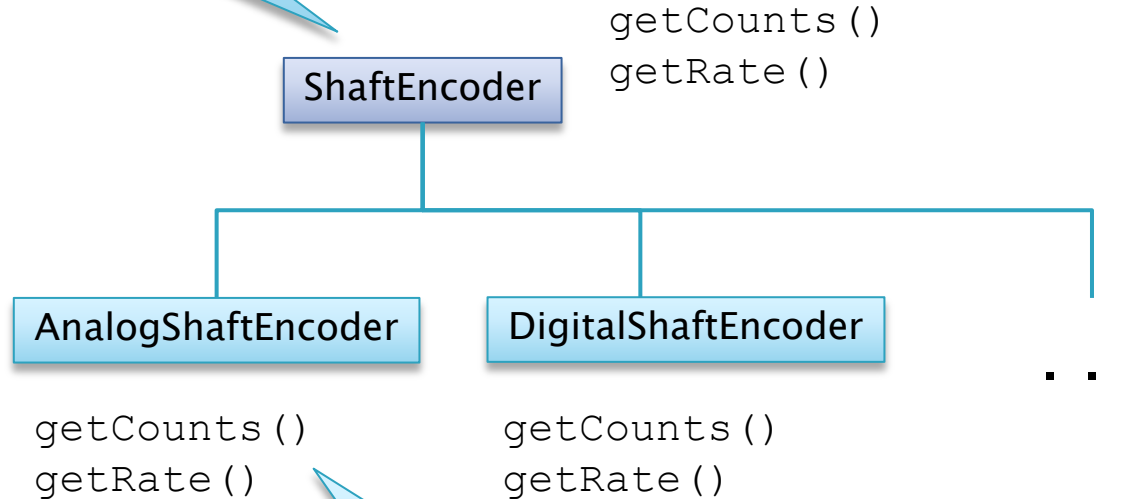 getCounts()
getRate()
ShaftEncoder
AnalogShaftEncoder
DigitalShaftEncoder
. .
getCounts()
getRate()
getCounts()
getRate()